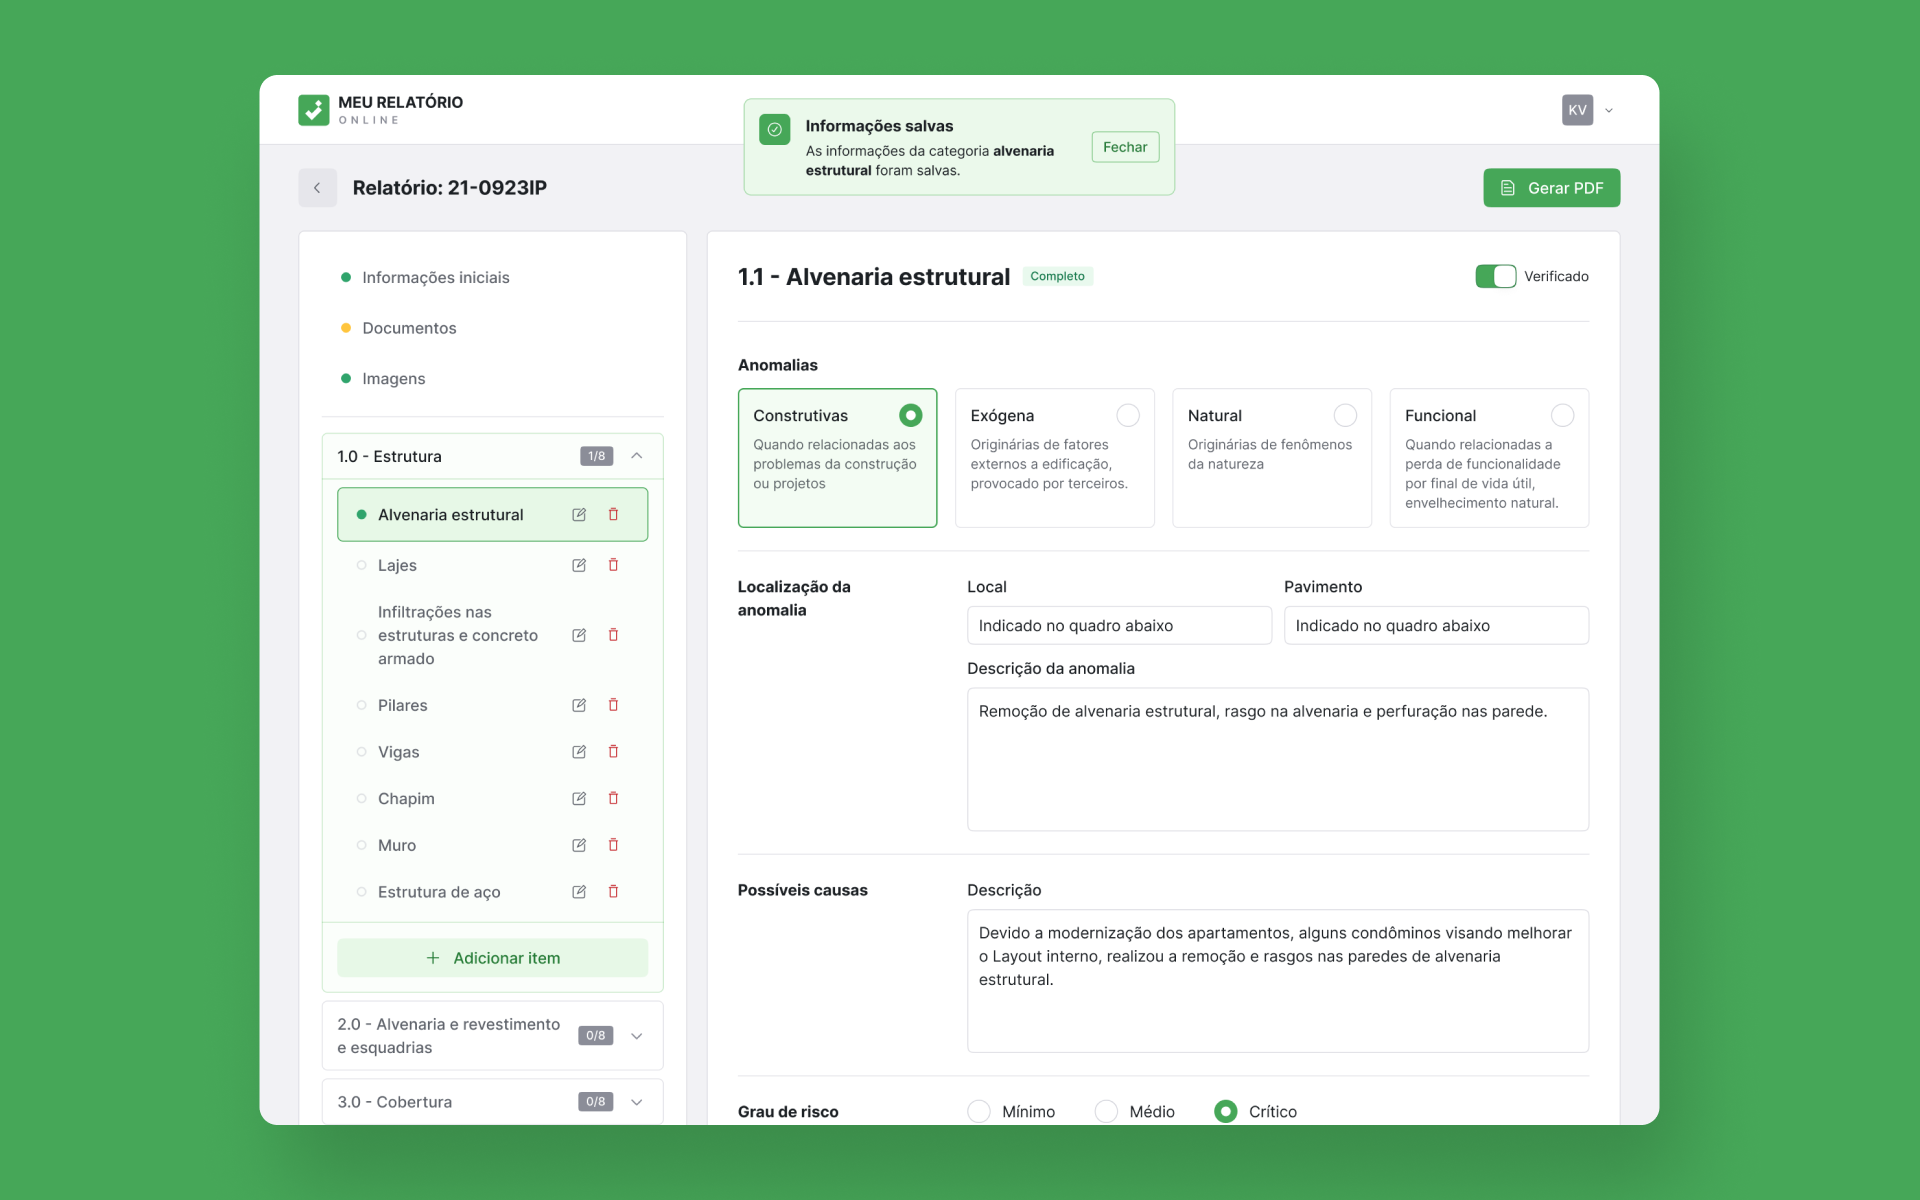 MEU RELATÓRIO
ONLINE
Informações salvas
As informações da categoria alvenaria
estrutural foram salvas.
Fechar
KV
Relatório: 21-0923IP
Gerar PDF
Informações iniciais
Documentos
Imagens
1.0 - Estrutura
1/8
Alvenaria estrutural
Lajes
Infiltrações nas
estruturas e concreto
armado
Pilares
Vigas
Chapim
Muro
Estrutura de aço
Adicionar item
2.0 - Alvenaria e revestimento
e esquadrias
0/8
3.0 - Cobertura
0/8
1.1 - Alvenaria estrutural
Completo
Verificado
Anomalias
Construtivas
Quando relacionadas aos
problemas da construção
ou projetos
Exógena
Originárias de fatores
externos a edificação,
provocado por terceiros.
Natural
Originárias de fenômenos
da natureza
Funcional
Quando relacionadas a
perda de funcionalidade
por final de vida útil,
envelhecimento natural.
Localização da
anomalia
Local
Indicado no quadro abaixo
Pavimento
Indicado no quadro abaixo
Descrição da anomalia
Remoção de alvenaria estrutural, rasgo na alvenaria e perfuração nas parede.
Possíveis causas
Descrição
Devido a modernização dos apartamentos, alguns condôminos visando melhorar
o Layout interno, realizou a remoção e rasgos nas paredes de alvenaria
estrutural.
Grau de risco
Mínimo
Médio
Crítico